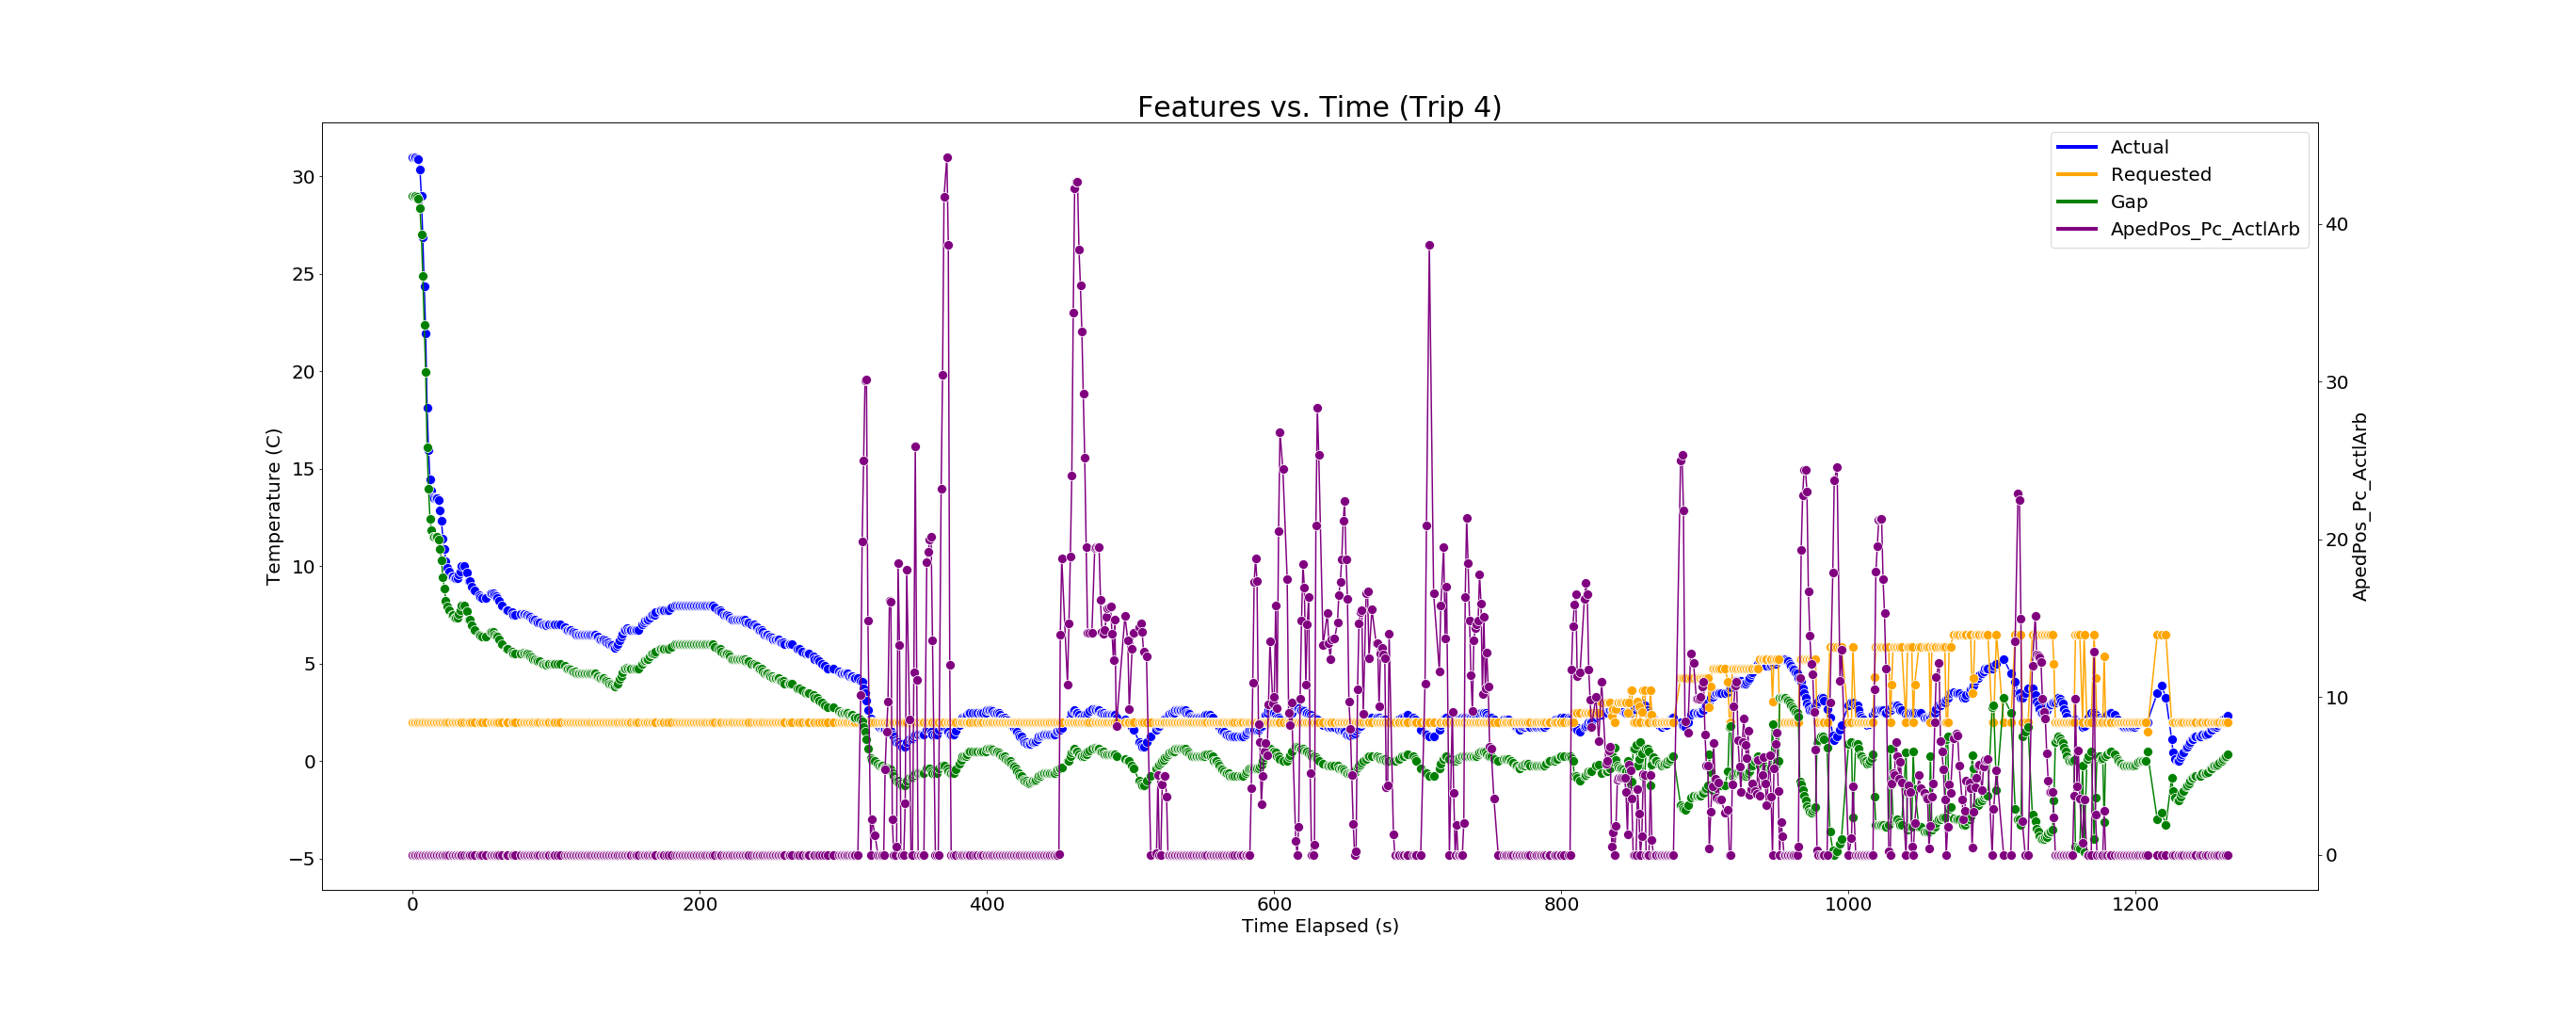 Features vs. Time (Trip 4)
Actual
Requested
Gap
ApedPos_Pc_ActlArb
Temperature (C)
30
25
20
15
10
5
0
−5
40
30
20
10
0
ApedPos_Pc_ActlArb
0 200 400 600 800 1000 1200
Time Elapsed (s)